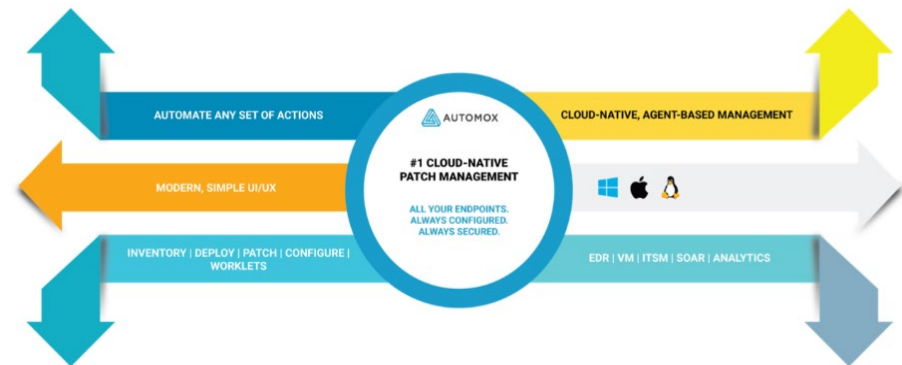 AUTOMATE ANY SET OF ACTIONS
MODERN, SIMPLE UI/UX
INVENTORY | DEPLOY | PATCH | CONFIGURE |
WORKLETS
AUTOMOX
#1 CLOUD-NATIVE
PATCH MANAGEMENT
ALL YOUR ENDPOINTS.
ALWAYS CONFIGURED.
ALWAYS SECURED.
CLOUD-NATIVE, AGENT-BASED MANAGEMENT
EDR | VM | ITSM | SOAR | ANALYTICS